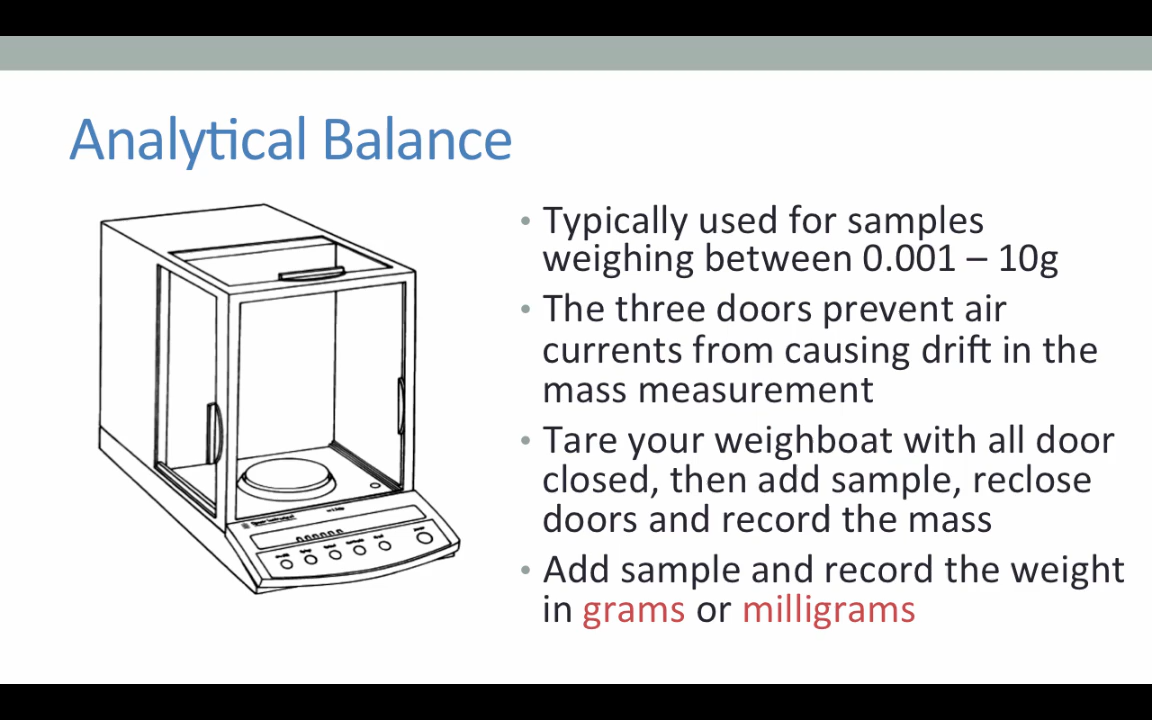 Analytical Balance
• Typically used for samples
weighing between 0.001 – 10g
• The three doors prevent air
currents from causing drift in the
mass measurement
• Tare your weighboat with all door
closed, then add sample, reclose
doors and record the mass
• Add sample and record the weight
in grams or milligrams